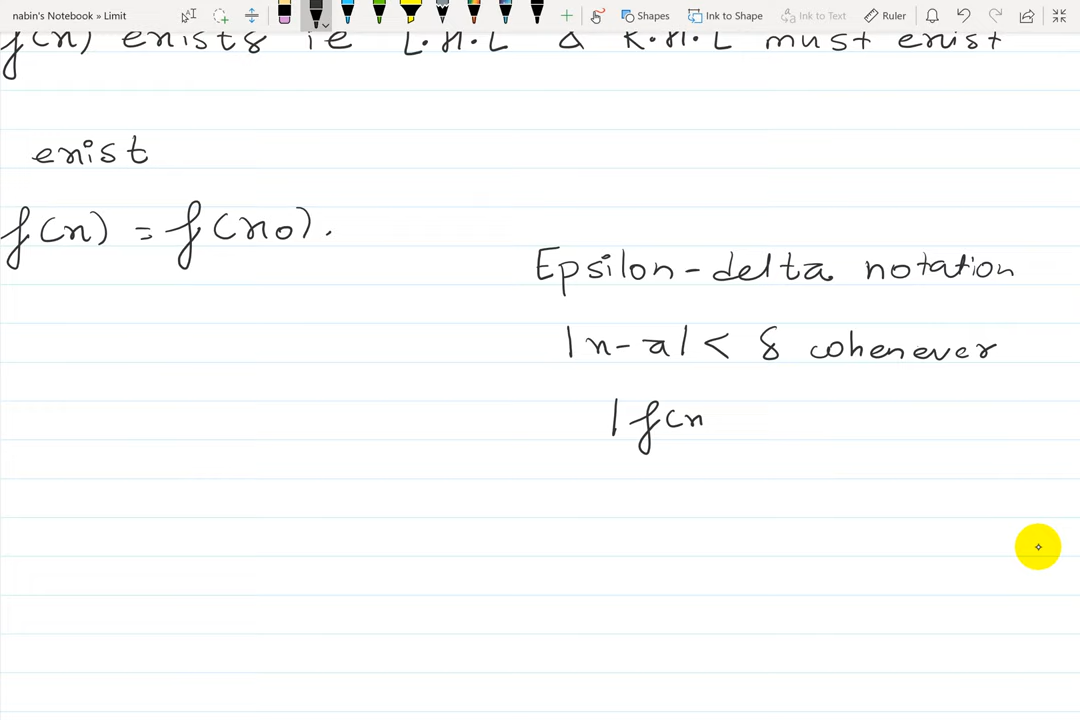 nabin's Notebook » Limit
Shapes
Ink to Shape
Ink to Text
Ruler
f(x) exists ie L.H.L & R.H.L must exist
exist
f(x) = f(x0).
Epsilon-delta notation
|x-a| < δ whenever
|f(x